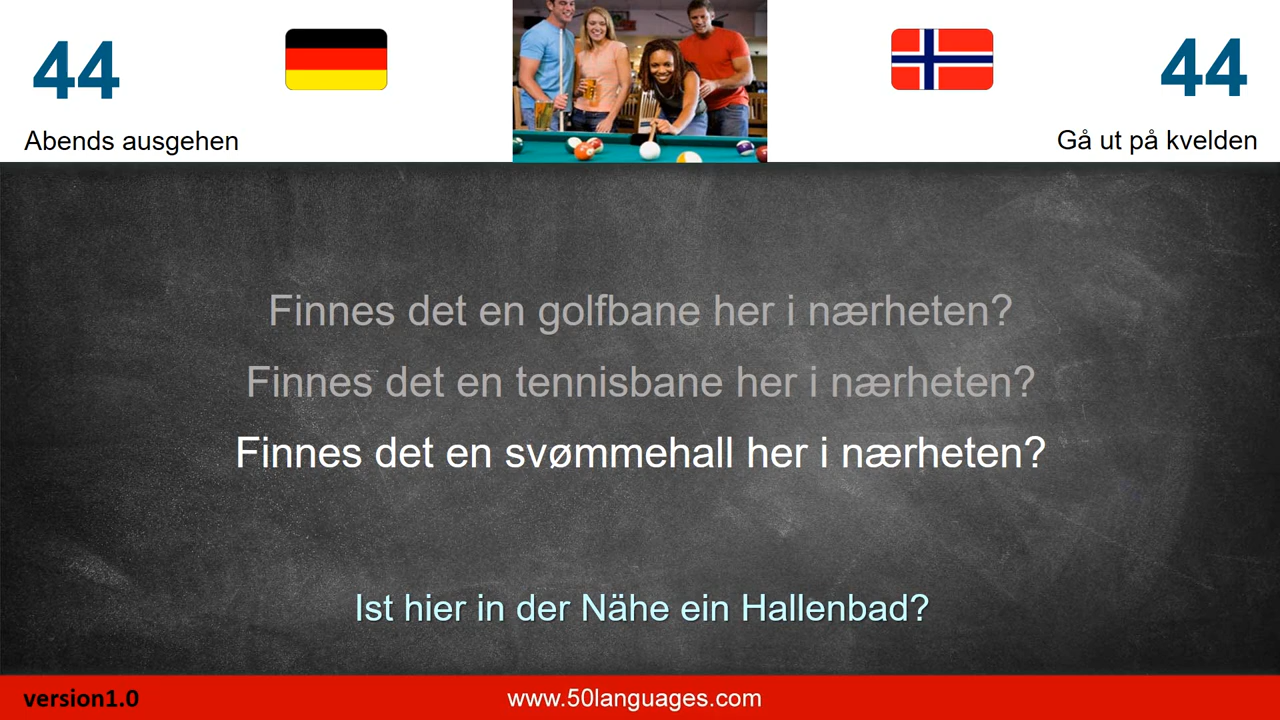 44
44
Abends ausgehen
Gå ut på kvelden
Finnes det en golfbane her i nærheten?
Finnes det en tennisbane her i nærheten?
Finnes det en svømmehall her i nærheten?
Ist hier in der Nähe ein Hallenbad?
version1.0
www.50languages.com